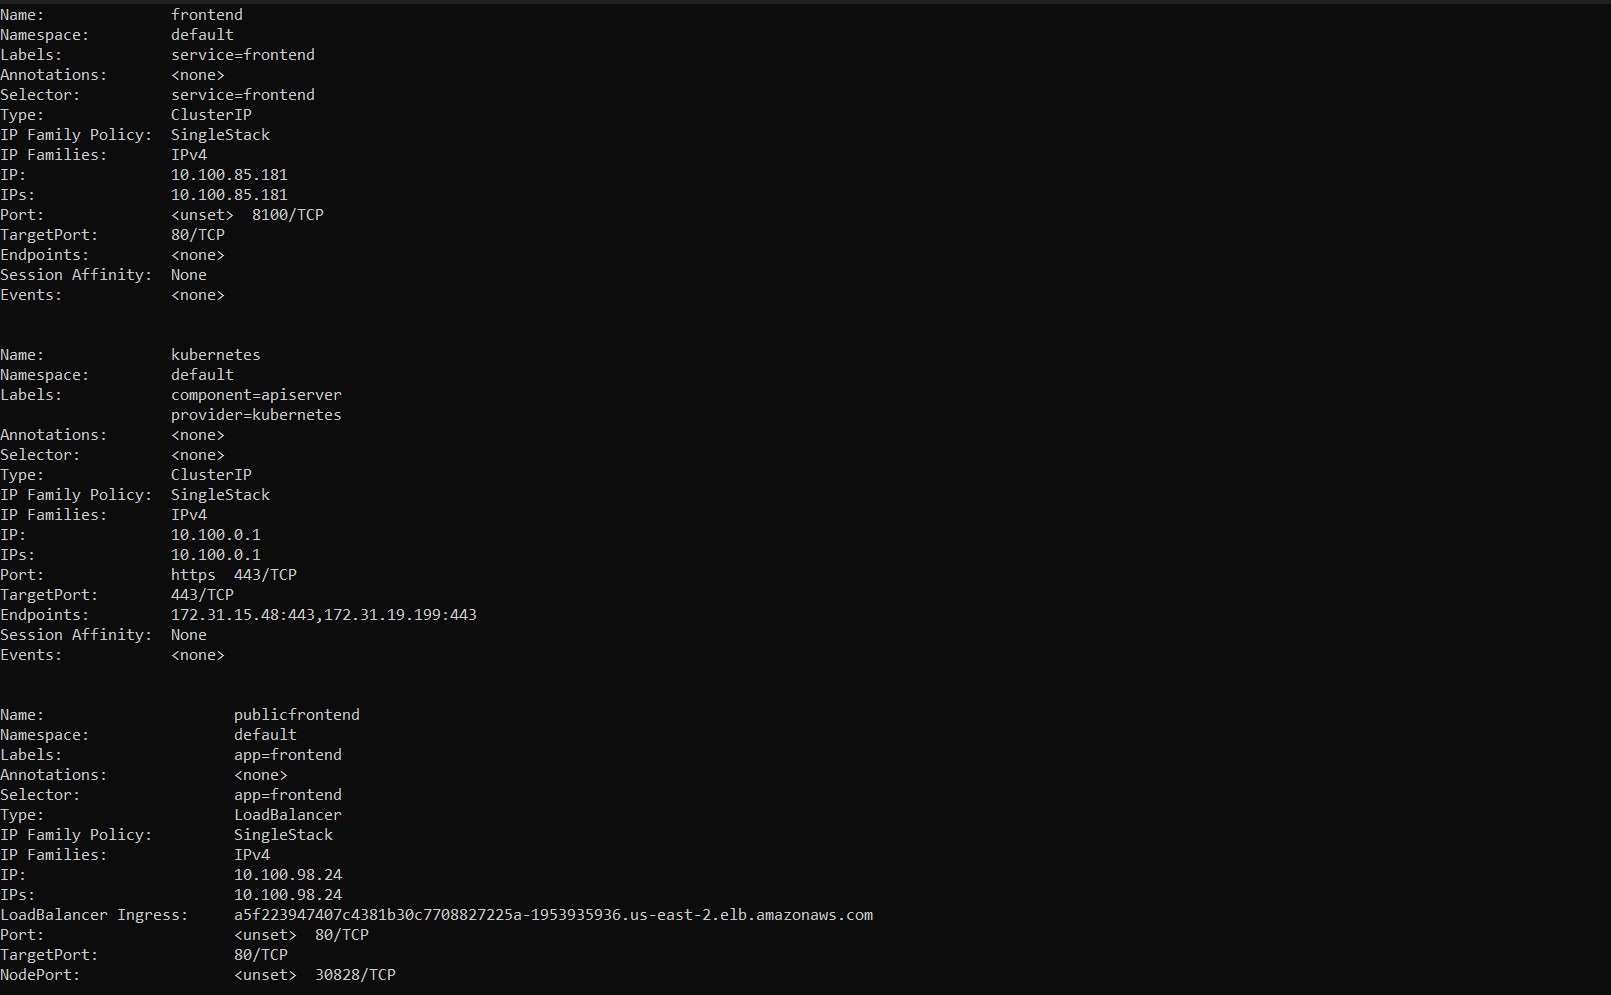 Name:              frontend
Namespace:         default
Labels:            service=frontend
Annotations:       <none>
Selector:          service=frontend
Type:              ClusterIP
IP Family Policy:  SingleStack
IP Families:       IPv4
IP:                10.100.85.181
IPs:               10.100.85.181
Port:              <unset>  8100/TCP
TargetPort:        80/TCP
Endpoints:         <none>
Session Affinity:  None
Events:            <none>

Name:              kubernetes
Namespace:         default
Labels:            component=apiserver
                   provider=kubernetes
Annotations:       <none>
Selector:          <none>
Type:              ClusterIP
IP Family Policy:  SingleStack
IP Families:       IPv4
IP:                10.100.0.1
IPs:               10.100.0.1
Port:              https  443/TCP
TargetPort:        443/TCP
Endpoints:         172.31.15.48:443,172.31.19.199:443
Session Affinity:  None
Events:            <none>

Name:                     publicfrontend
Namespace:                default
Labels:                   app=frontend
Annotations:              <none>
Selector:                 app=frontend
Type:                     LoadBalancer
IP Family Policy:         SingleStack
IP Families:              IPv4
IP:                       10.100.98.24
IPs:                      10.100.98.24
LoadBalancer Ingress:     a5f223947407c4381b30c7708827225a-1953935936.us-east-2.elb.amazonaws.com
Port:                     <unset>  80/TCP
TargetPort:               80/TCP
NodePort:                 <unset>  30828/TCP